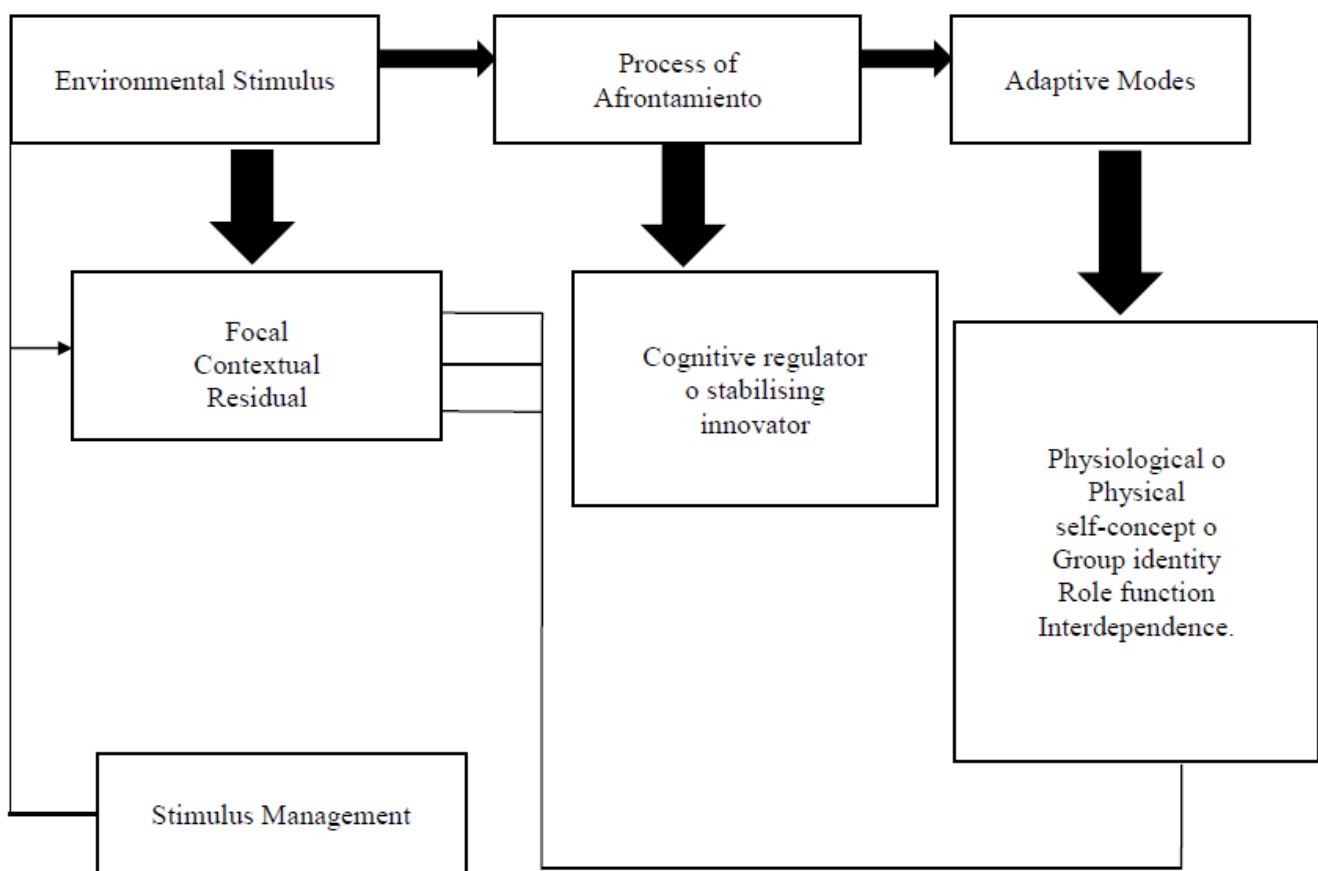 Environmental Stimulus
Process of
Afrontamiento
Adaptive Modes
Focal
Contextual
Residual
Cognitive regulator
o stabilising
innovator
Physiological o
Physical
self-concept o
Group identity
Role function
Interdependence.
Stimulus Management